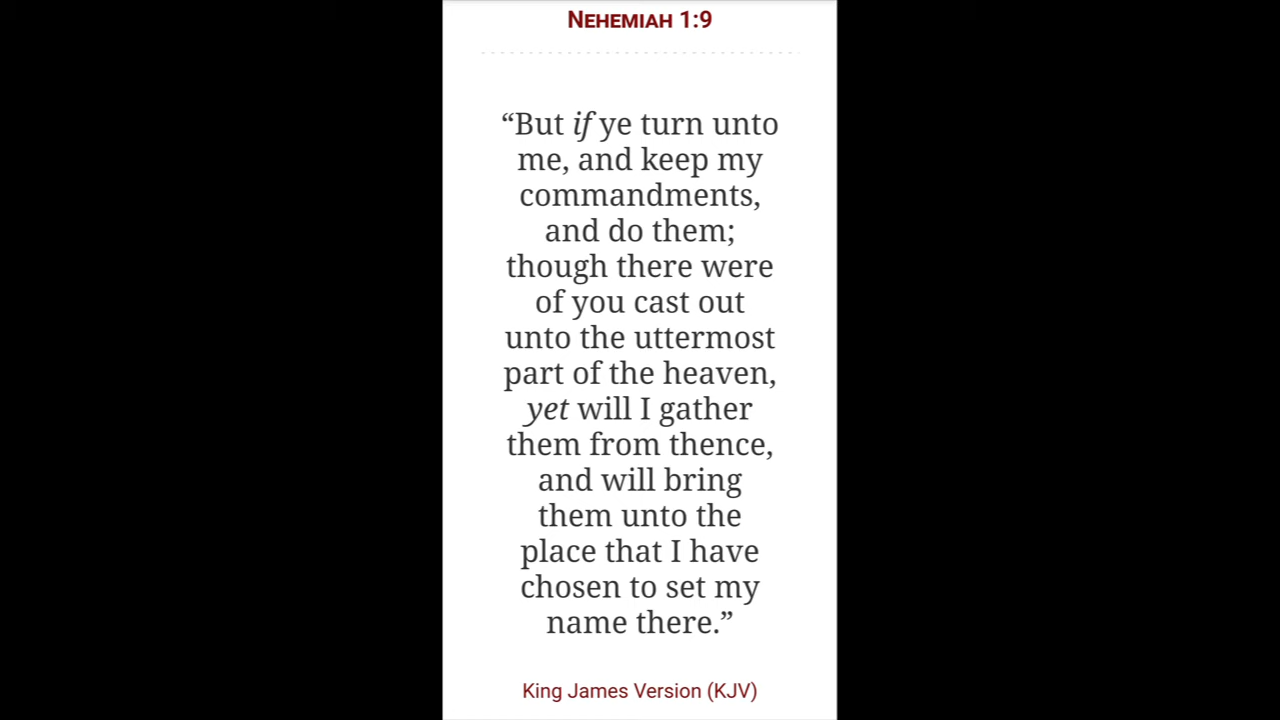 NEHEMIAH 1:9
“But if ye turn unto
me, and keep my
commandments,
and do them;
though there were
of you cast out
unto the uttermost
part of the heaven,
yet will I gather
them from thence,
and will bring
them unto the
place that I have
chosen to set my
name there.”
King James Version (KJV)